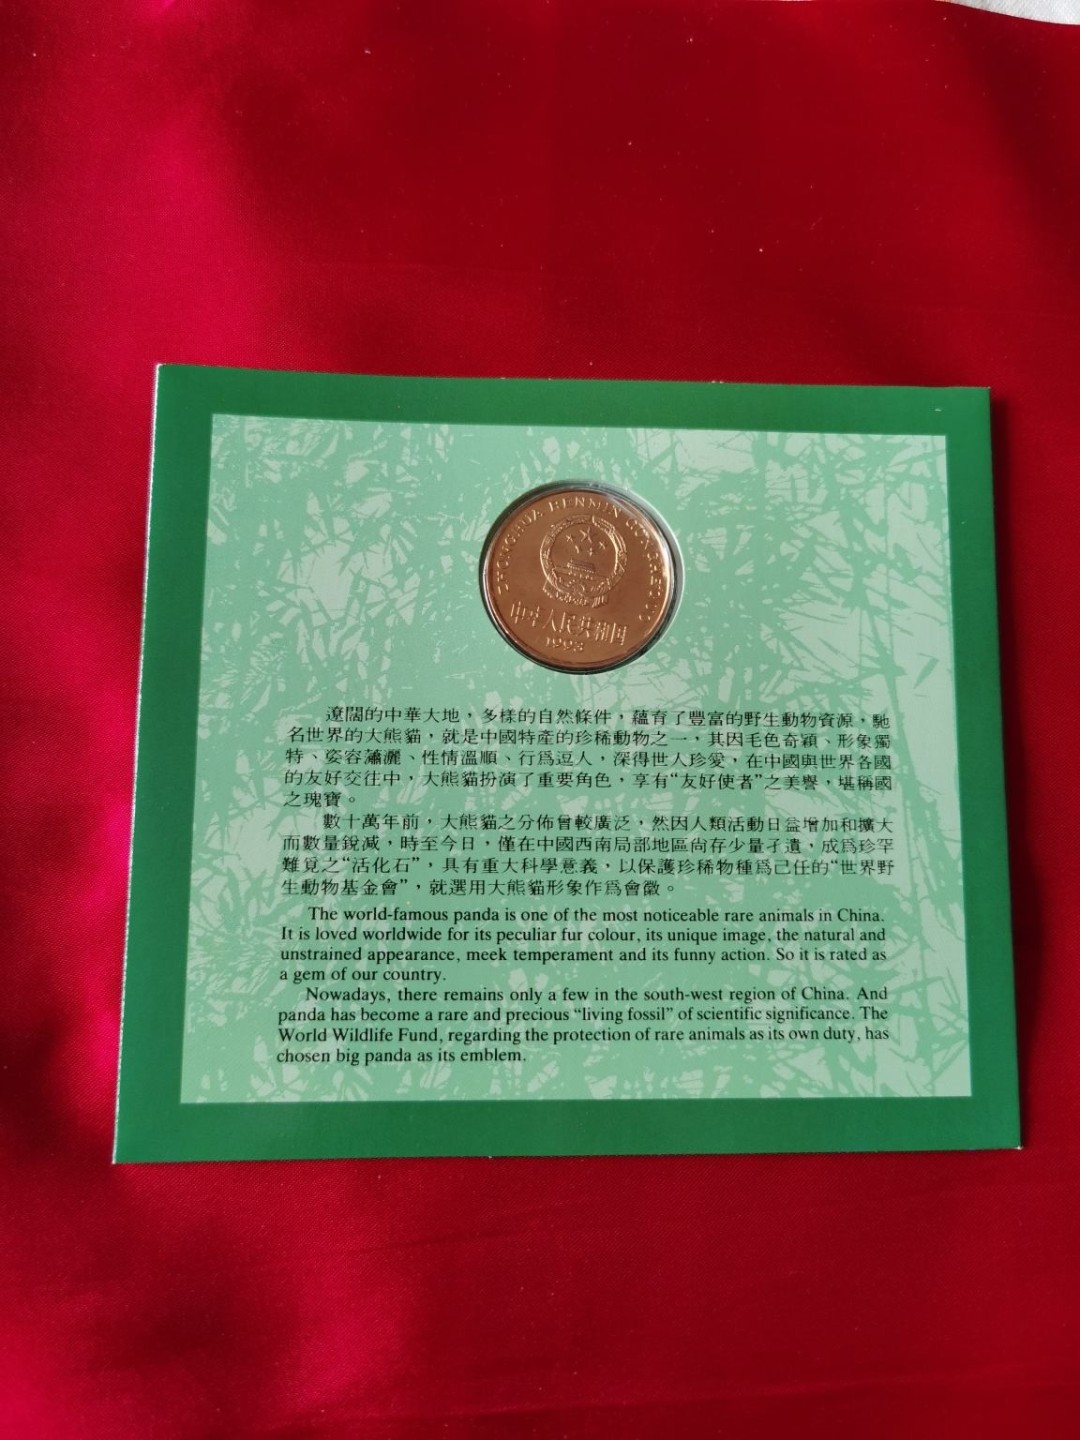 ZHONGHUA RENMIN GONGHEGUO
中华人民共和国
1993
遼闊的中華大地，多樣的自然條件，蘊育了豐富的野生動物資源，馳
名世界的大熊貓，就是中國特產的珍稀動物之一，其因毛色奇穎、形象獨
特、姿容瀟灑、性情溫順、行爲逗人，深得世人珍愛，在中國與世界各國
的友好交往中，大熊貓扮演了重要角色，享有“友好使者”之美譽，堪稱國
之瑰寶。
數十萬年前，大熊貓之分佈曾較廣泛，然因人類活動日益增加和擴大
而數量銳减，時至今日，僅在中國西南局部地區尚存少量孑遺，成爲珍罕
難覓之“活化石”，具有重大科學意義，以保護珍稀物種爲己任的“世界野
生動物基金會”，就選用大熊貓形象作爲會徽。
The world-famous panda is one of the most noticeable rare animals in China.
It is loved worldwide for its peculiar fur colour, its unique image, the natural and
unstrained appearance, meek temperament and its funny action. So it is rated as
a gem of our country.
Nowadays, there remains only a few in the south-west region of China. And
panda has become a rare and precious “living fossil” of scientific significance. The
World Wildlife Fund, regarding the protection of rare animals as its own duty, has
chosen big panda as its emblem.